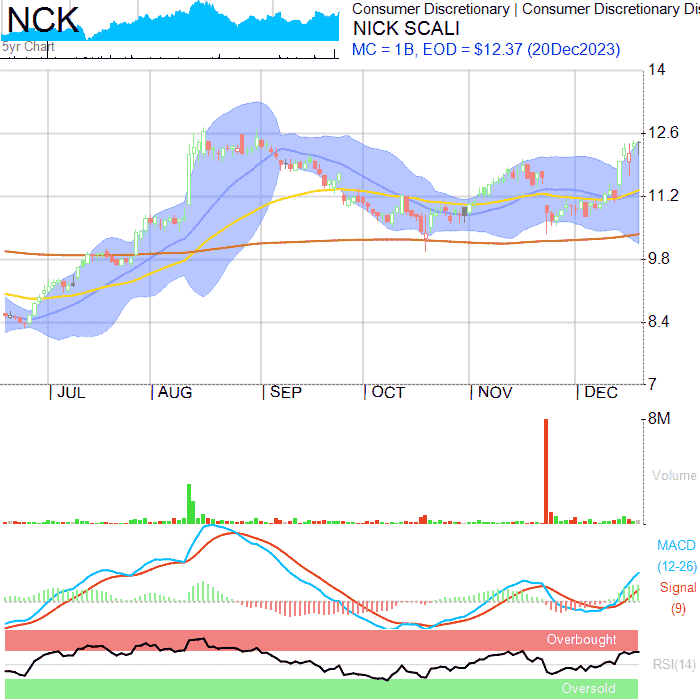 NCK
5yr Chart
Consumer Discretionary | Consumer Discretionary Dis
NICK SCALI
MC = 1B, EOD = $12.37 (20Dec2023)
14
12.6
11.2
9.8
8.4
7
JUL AUG SEP OCT NOV DEC
8M
Volume
MACD
(12-26)
Signal
(9)
Overbought
RSI(14)
Oversold